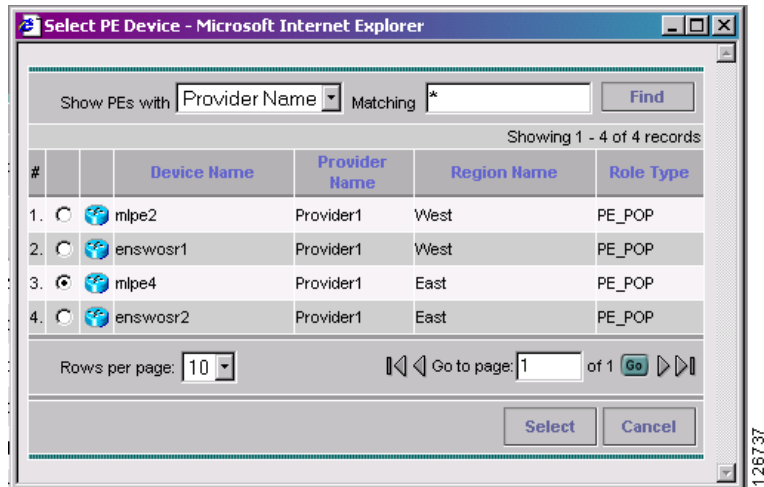 Select PE Device - Microsoft Internet Explorer
Show PEs with Provider Name Matching * Find
Showing 1 - 4 of 4 records
# Device Name Provider Name Region Name Role Type
1. mlpe2 Provider1 West PE_POP
2. enswosr1 Provider1 West PE_POP
3. mlpe4 Provider1 East PE_POP
4. enswosr2 Provider1 East PE_POP
Rows per page: 10 Go to page: 1 of 1 Go
Select Cancel
126737